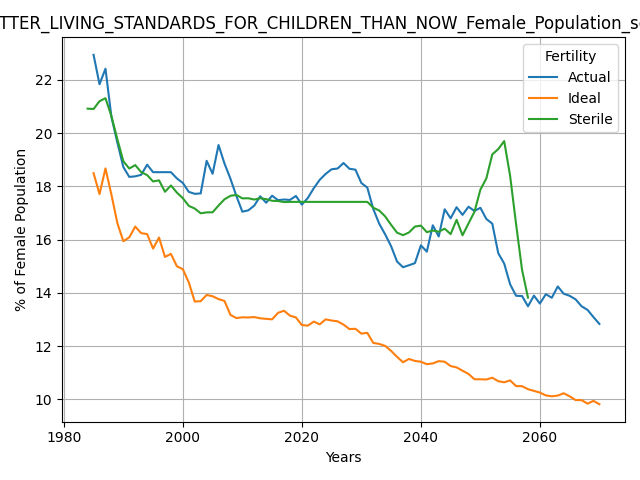 TTER_LIVING_STANDARDS_FOR_CHILDREN_THAN_NOW_Female_Population_s
Fertility
Actual
Ideal
Sterile
% of Female Population
22
20
18
16
14
12
10
1980 2000 2020 2040 2060
Years